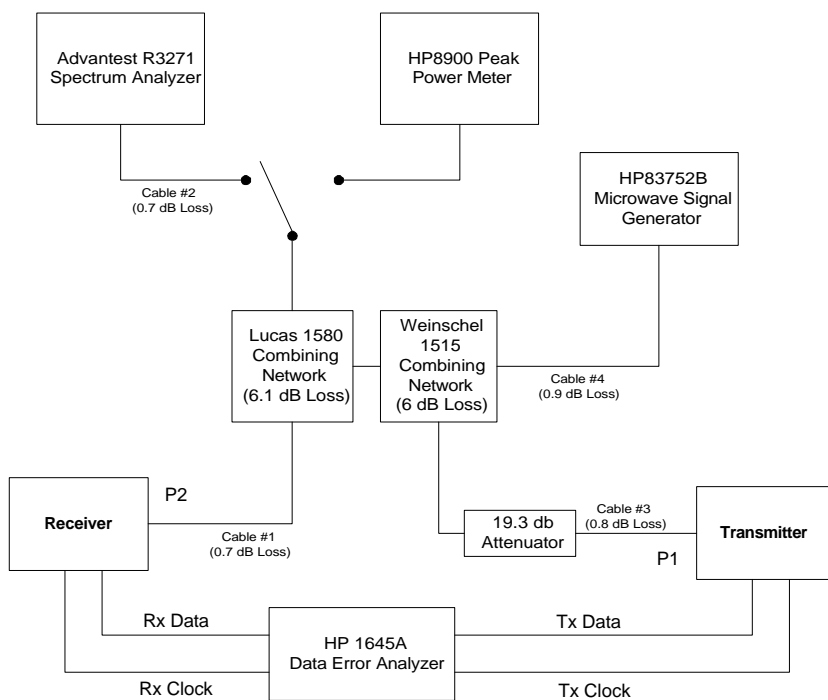 Advantest R3271
Spectrum Analyzer
HP8900 Peak
Power Meter
Cable #2
(0.7 dB Loss)
HP83752B
Microwave Signal
Generator
Lucas 1580
Combining
Network
(6.1 dB Loss)
Weinschel
1515
Combining
Network
(6 dB Loss)
Cable #4
(0.9 dB Loss)
Receiver
P2
Cable #1
(0.7 dB Loss)
19.3 db
Attenuator
Cable #3
(0.8 dB Loss)
P1
Transmitter
Rx Data
HP 1645A
Data Error Analyzer
Tx Data
Rx Clock
Tx Clock